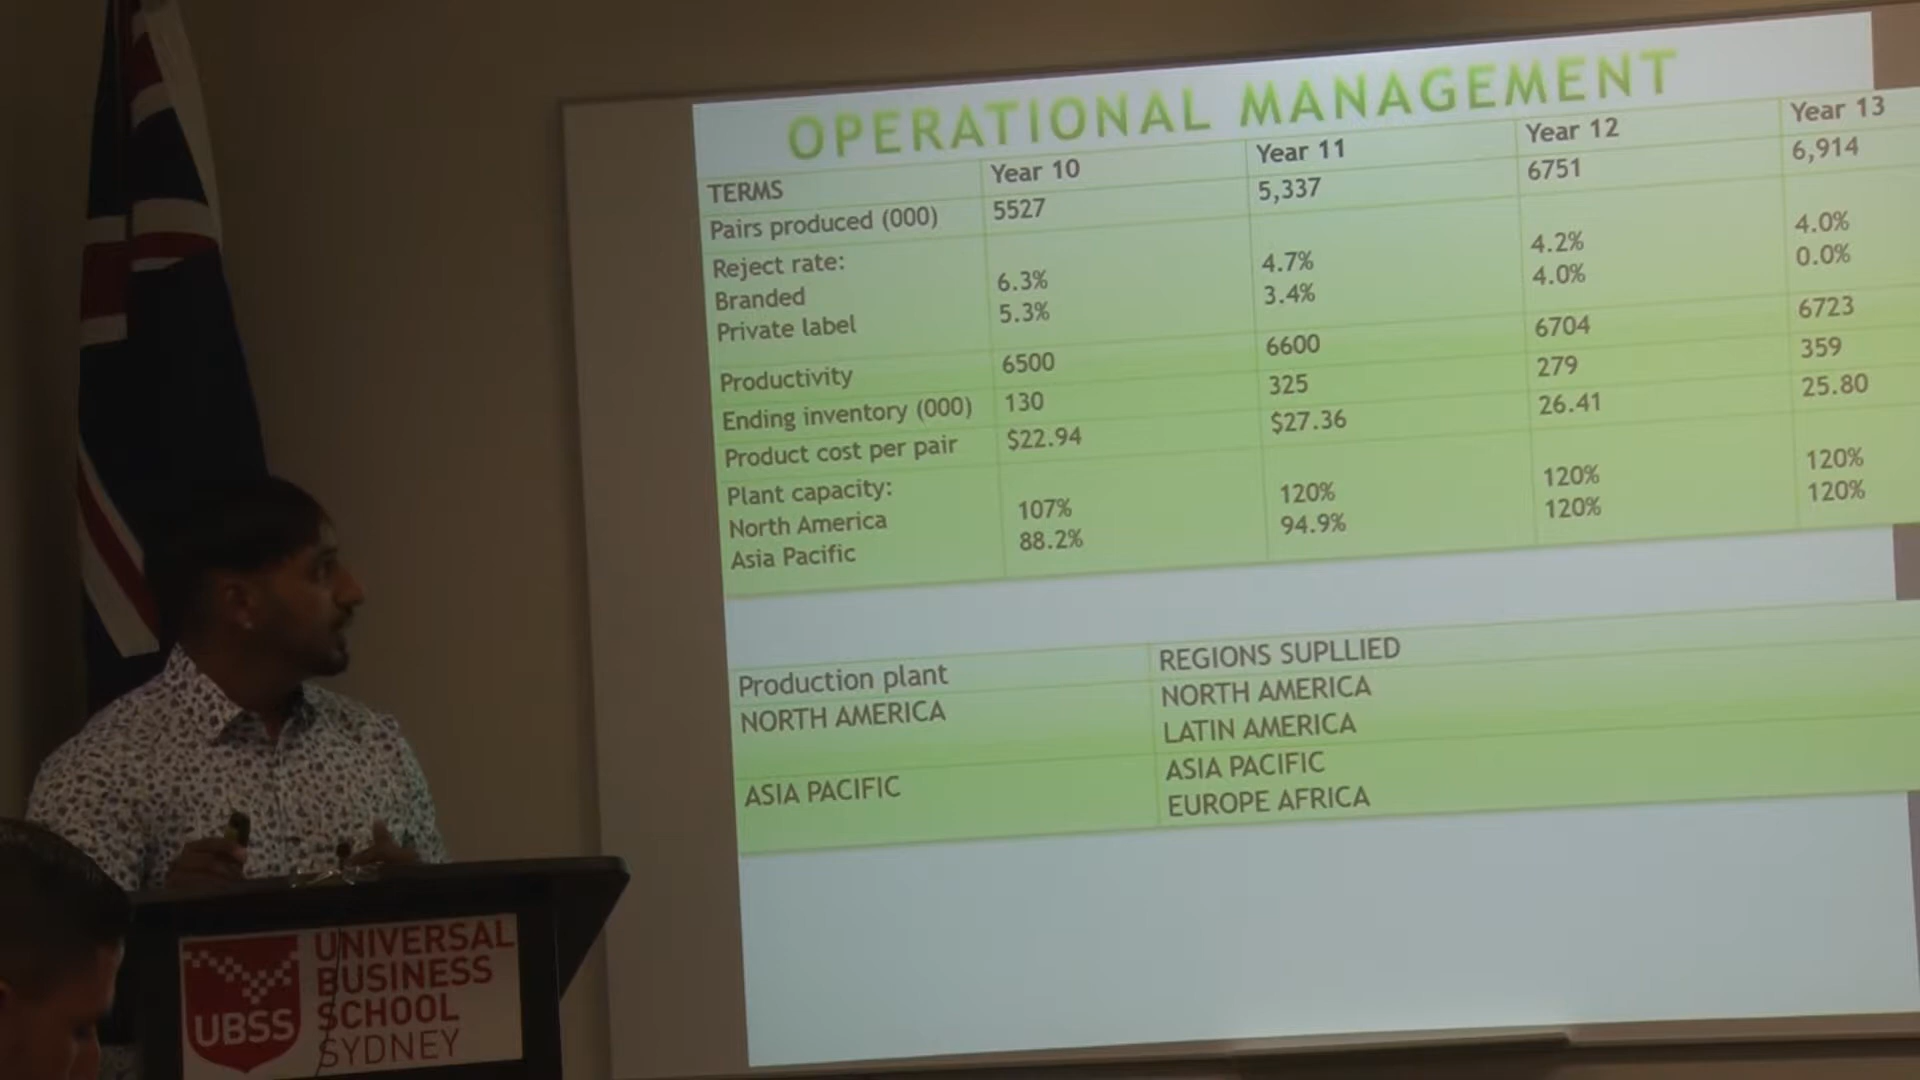 OPERATIONAL MANAGEMENT
TERMS Year 10 Year 11 Year 12 Year 13
Pairs produced (000) 5527 5,337 6751 6,914
Reject rate:
Branded 6.3% 4.7% 4.2% 4.0%
Private label 5.3% 3.4% 4.0% 0.0%
Productivity 6500 6600 6704 6723
Ending inventory (000) 130 325 279 359
Product cost per pair $22.94 $27.36 26.41 25.80
Plant capacity:
North America 107% 120% 120% 120%
Asia Pacific 88.2% 94.9% 120% 120%
Production plant REGIONS SUPLLIED
NORTH AMERICA NORTH AMERICA
LATIN AMERICA
ASIA PACIFIC ASIA PACIFIC
EUROPE AFRICA
UBSS
UNIVERSAL
BUSINESS
SCHOOL
SYDNEY